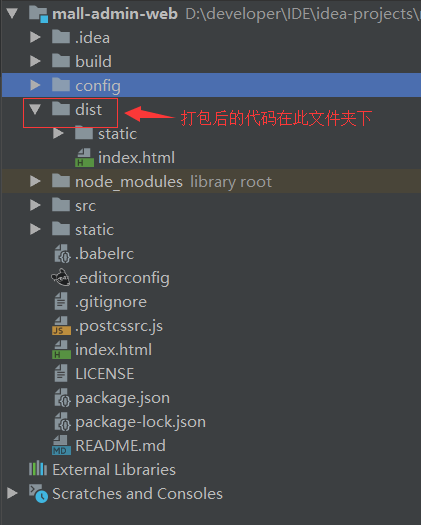 mall-admin-web D:\developer\IDE\idea-projects\
.idea
build
config
dist
打包后的代码在此文件夹下
static
index.html
node_modules library root
src
static
.babelrc
.editorconfig
.gitignore
.postcssrc.js
index.html
LICENSE
package.json
package-lock.json
README.md
External Libraries
Scratches and Consoles